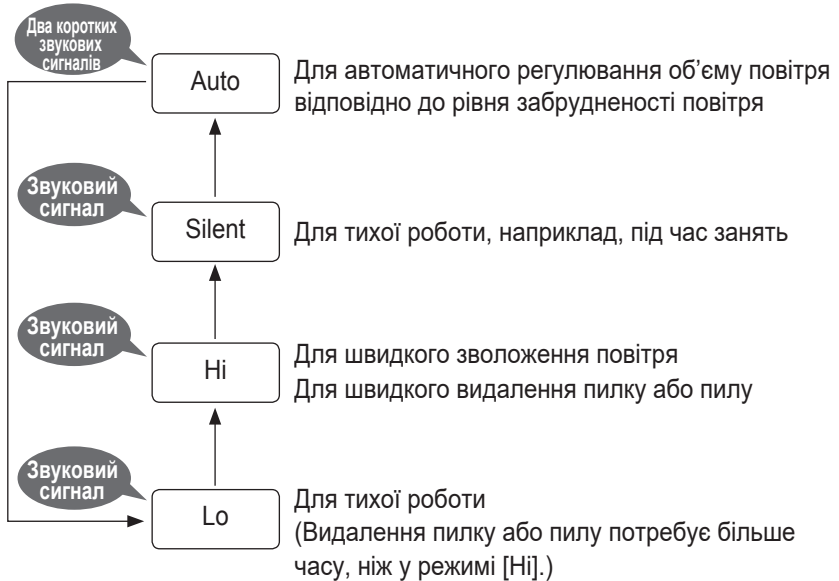 Два коротких
звукових
сигналів
Auto
Для автоматичного регулювання об’єму повітря
відповідно до рівня забрудненості повітря
Звуковий
сигнал
Silent
Для тихої роботи, наприклад, під час занять
Звуковий
сигнал
Hi
Для швидкого зволоження повітря
Для швидкого видалення пилку або пилу
Звуковий
сигнал
Lo
Для тихої роботи
(Видалення пилку або пилу потребує більше
часу, ніж у режимі [Hi].)